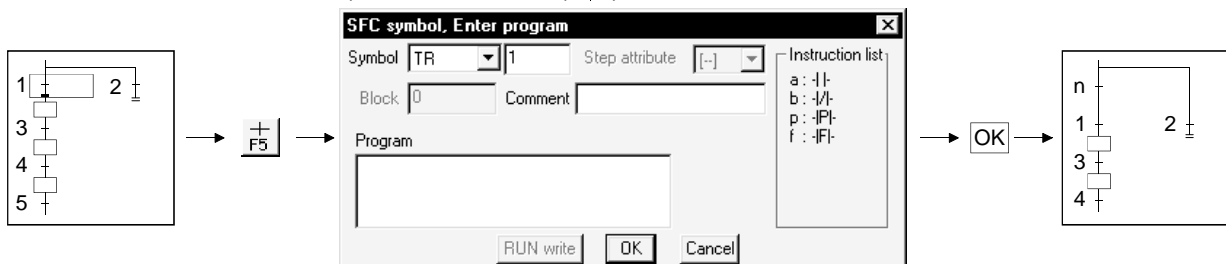 SFC symbol, Enter program
Symbol TR 1 Step attribute [--]
Block 0 Comment
Program
Instruction list
a : -| |-
b : -|/|-
p : -|P|-
f : -|F|-
RUN write OK Cancel
1 2
3
4
5
F5
OK
n
1 2
3
4